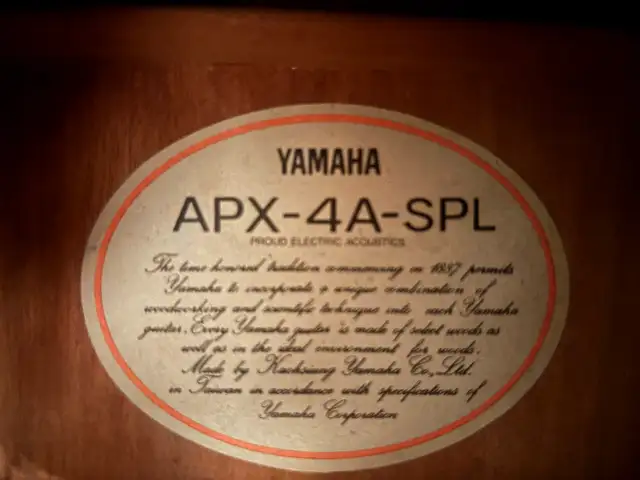 YAMAHA
APX-4A-SPL
PROUD ELECTRIC ACOUSTICS
The time honored tradition commencing in 1887 permits
Yamaha to incorporate a unique combination of
woodworking and scientific techniques into each Yamaha
guitar. Every Yamaha guitar is made of select woods as
well as in the ideal environment for woods.
Made by Kaohsiung Yamaha Co., Ltd.
in Taiwan in accordance with specifications of
Yamaha Corporation